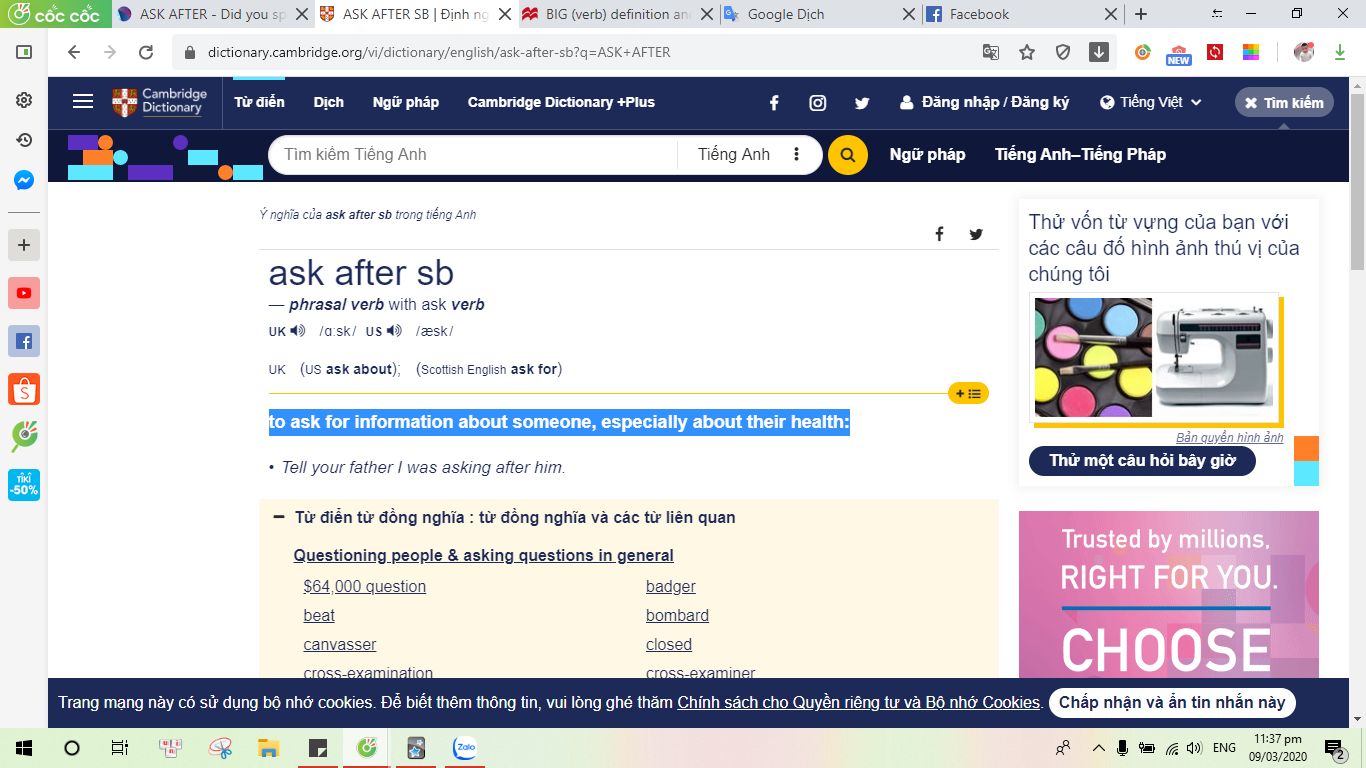 cốc cốc
ASK AFTER - Did you sp
ASK AFTER SB | Định ng
BIG (verb) definition an
Google Dịch
Facebook
dictionary.cambridge.org/vi/dictionary/english/ask-after-sb?q=ASK+AFTER
NEW
Cambridge
Dictionary
Từ điển
Dịch
Ngữ pháp
Cambridge Dictionary +Plus
Đăng nhập / Đăng ký
Tiếng Việt
Tìm kiếm
Tìm kiếm Tiếng Anh
Tiếng Anh
Ngữ pháp
Tiếng Anh–Tiếng Pháp
Ý nghĩa của ask after sb trong tiếng Anh
ask after sb
— phrasal verb with ask verb
UK /ɑːsk/ US /æsk/
UK (US ask about); (Scottish English ask for)
to ask for information about someone, especially about their health:
• Tell your father I was asking after him.
Từ điển từ đồng nghĩa : từ đồng nghĩa và các từ liên quan
Questioning people & asking questions in general
$64,000 question
badger
beat
bombard
canvasser
closed
cross-examination
cross-examiner
Thử vốn từ vựng của bạn với
các câu đố hình ảnh thú vị của
chúng tôi
Bản quyền hình ảnh
Thử một câu hỏi bây giờ
Trusted by millions,
RIGHT FOR YOU.
CHOOSE
TIKI
-50%
Trang mạng này có sử dụng bộ nhớ cookies. Để biết thêm thông tin, vui lòng ghé thăm Chính sách cho Quyền riêng tư và Bộ nhớ Cookies.
Chấp nhận và ẩn tin nhắn này
Zalo
ENG
11:37 pm
09/03/2020
2